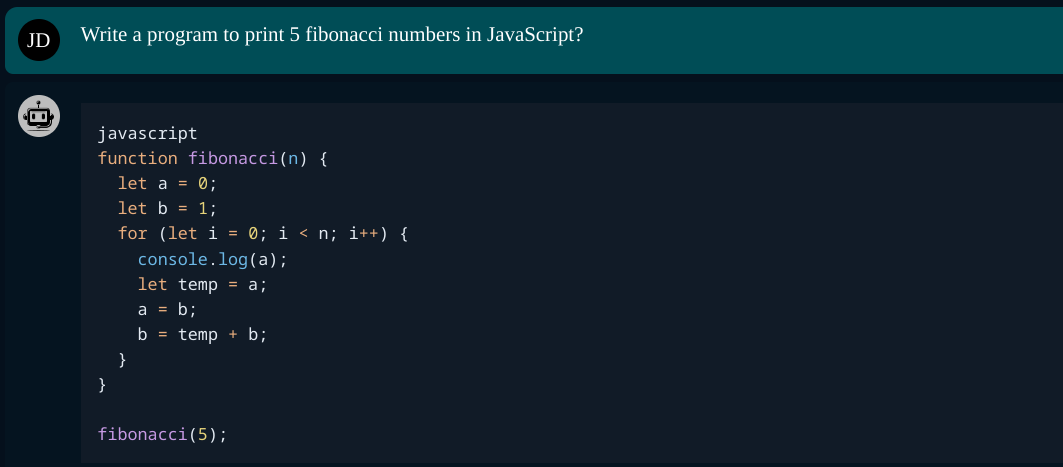 JD
Write a program to print 5 fibonacci numbers in JavaScript?
javascript
function fibonacci(n) {
  let a = 0;
  let b = 1;
  for (let i = 0; i < n; i++) {
    console.log(a);
    let temp = a;
    a = b;
    b = temp + b;
  }
}
fibonacci(5);